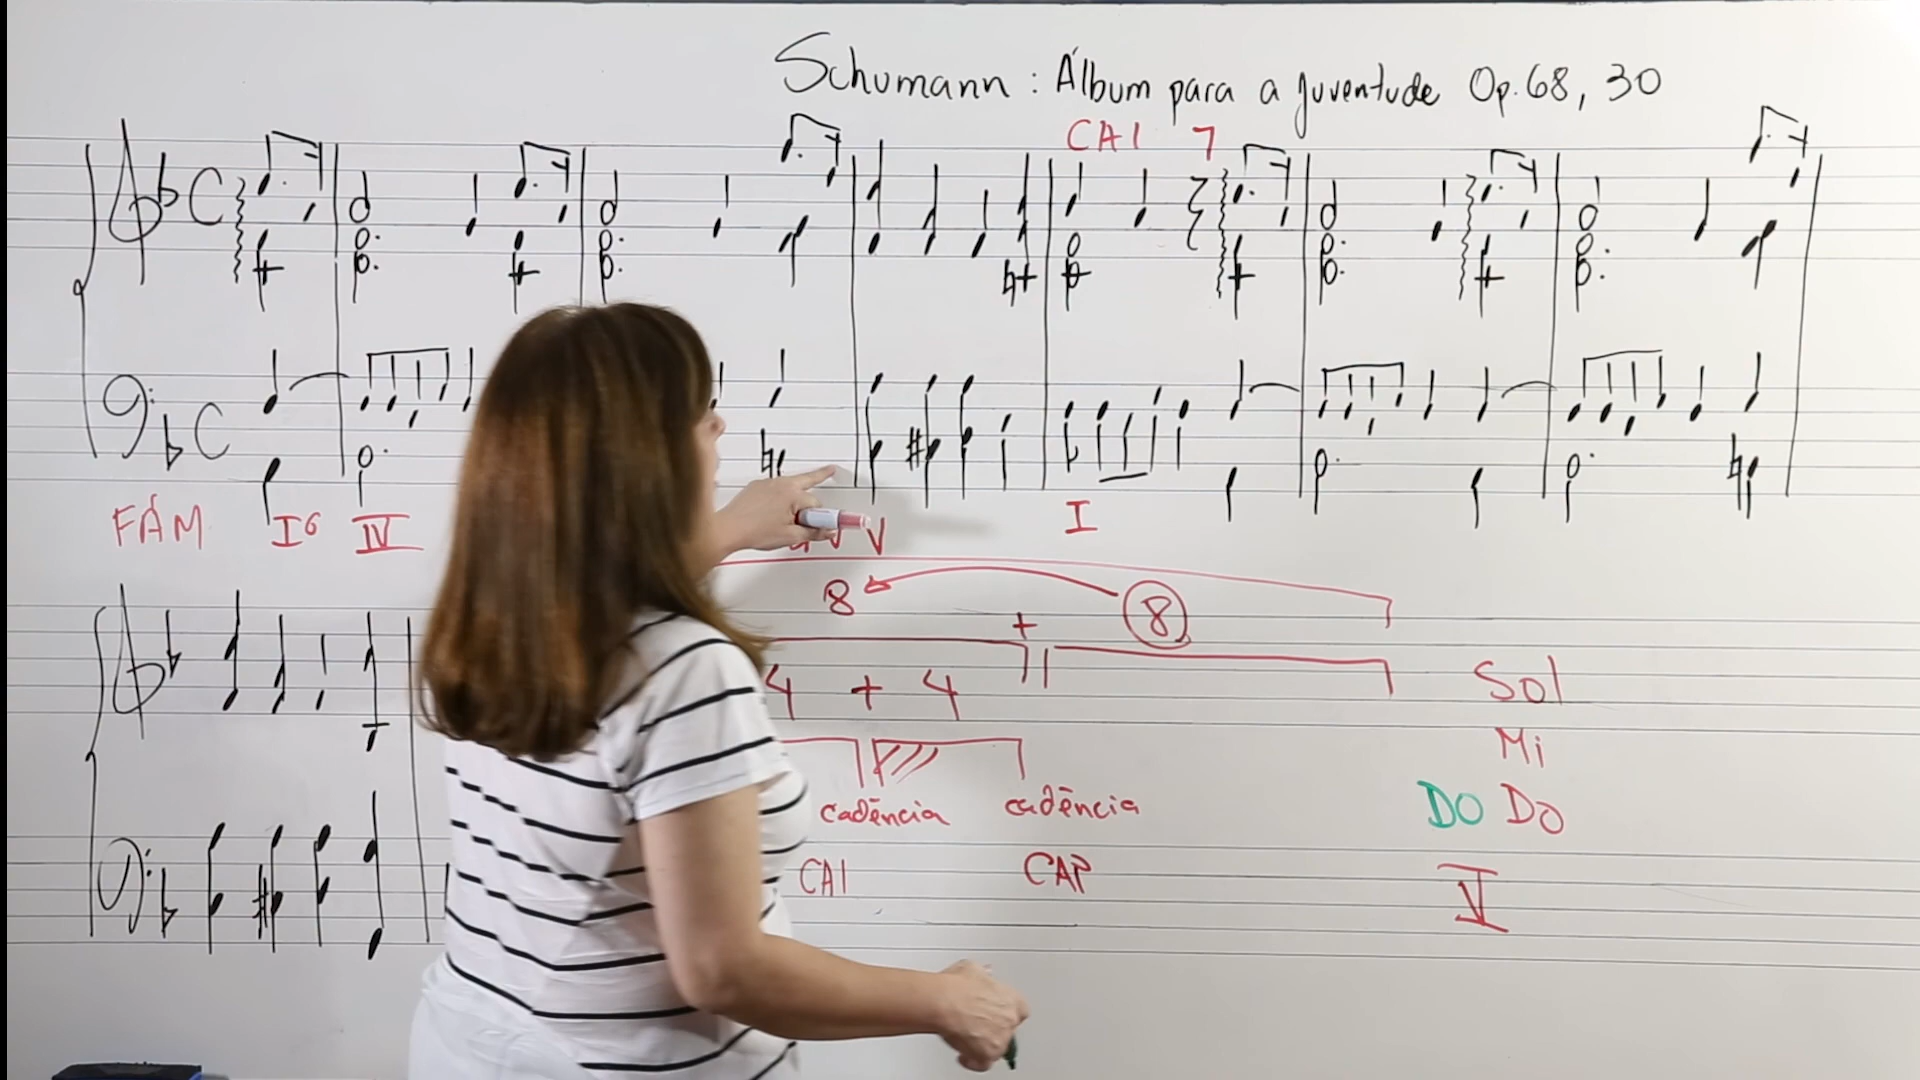 Schumann : Álbum para a juventude Op. 68, 30
CAI 7
FÁM I6 IV V I
8 8
+
4 + 4
Sol
Mi
cadência cadência DO DO
CAI CAP V